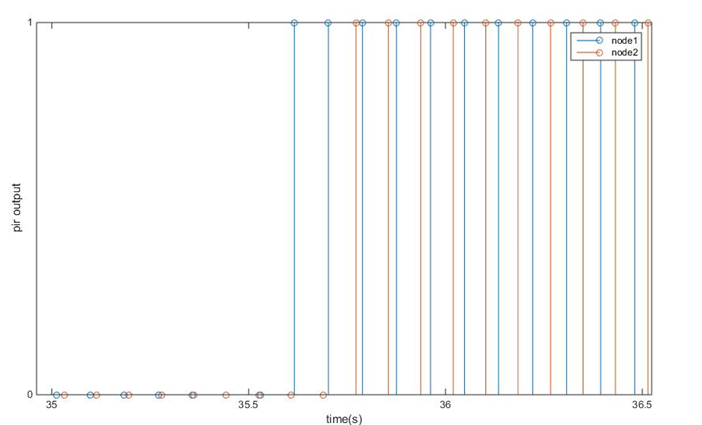 1
node1
node2
pir output
0
35 35.5 36 36.5
time(s)